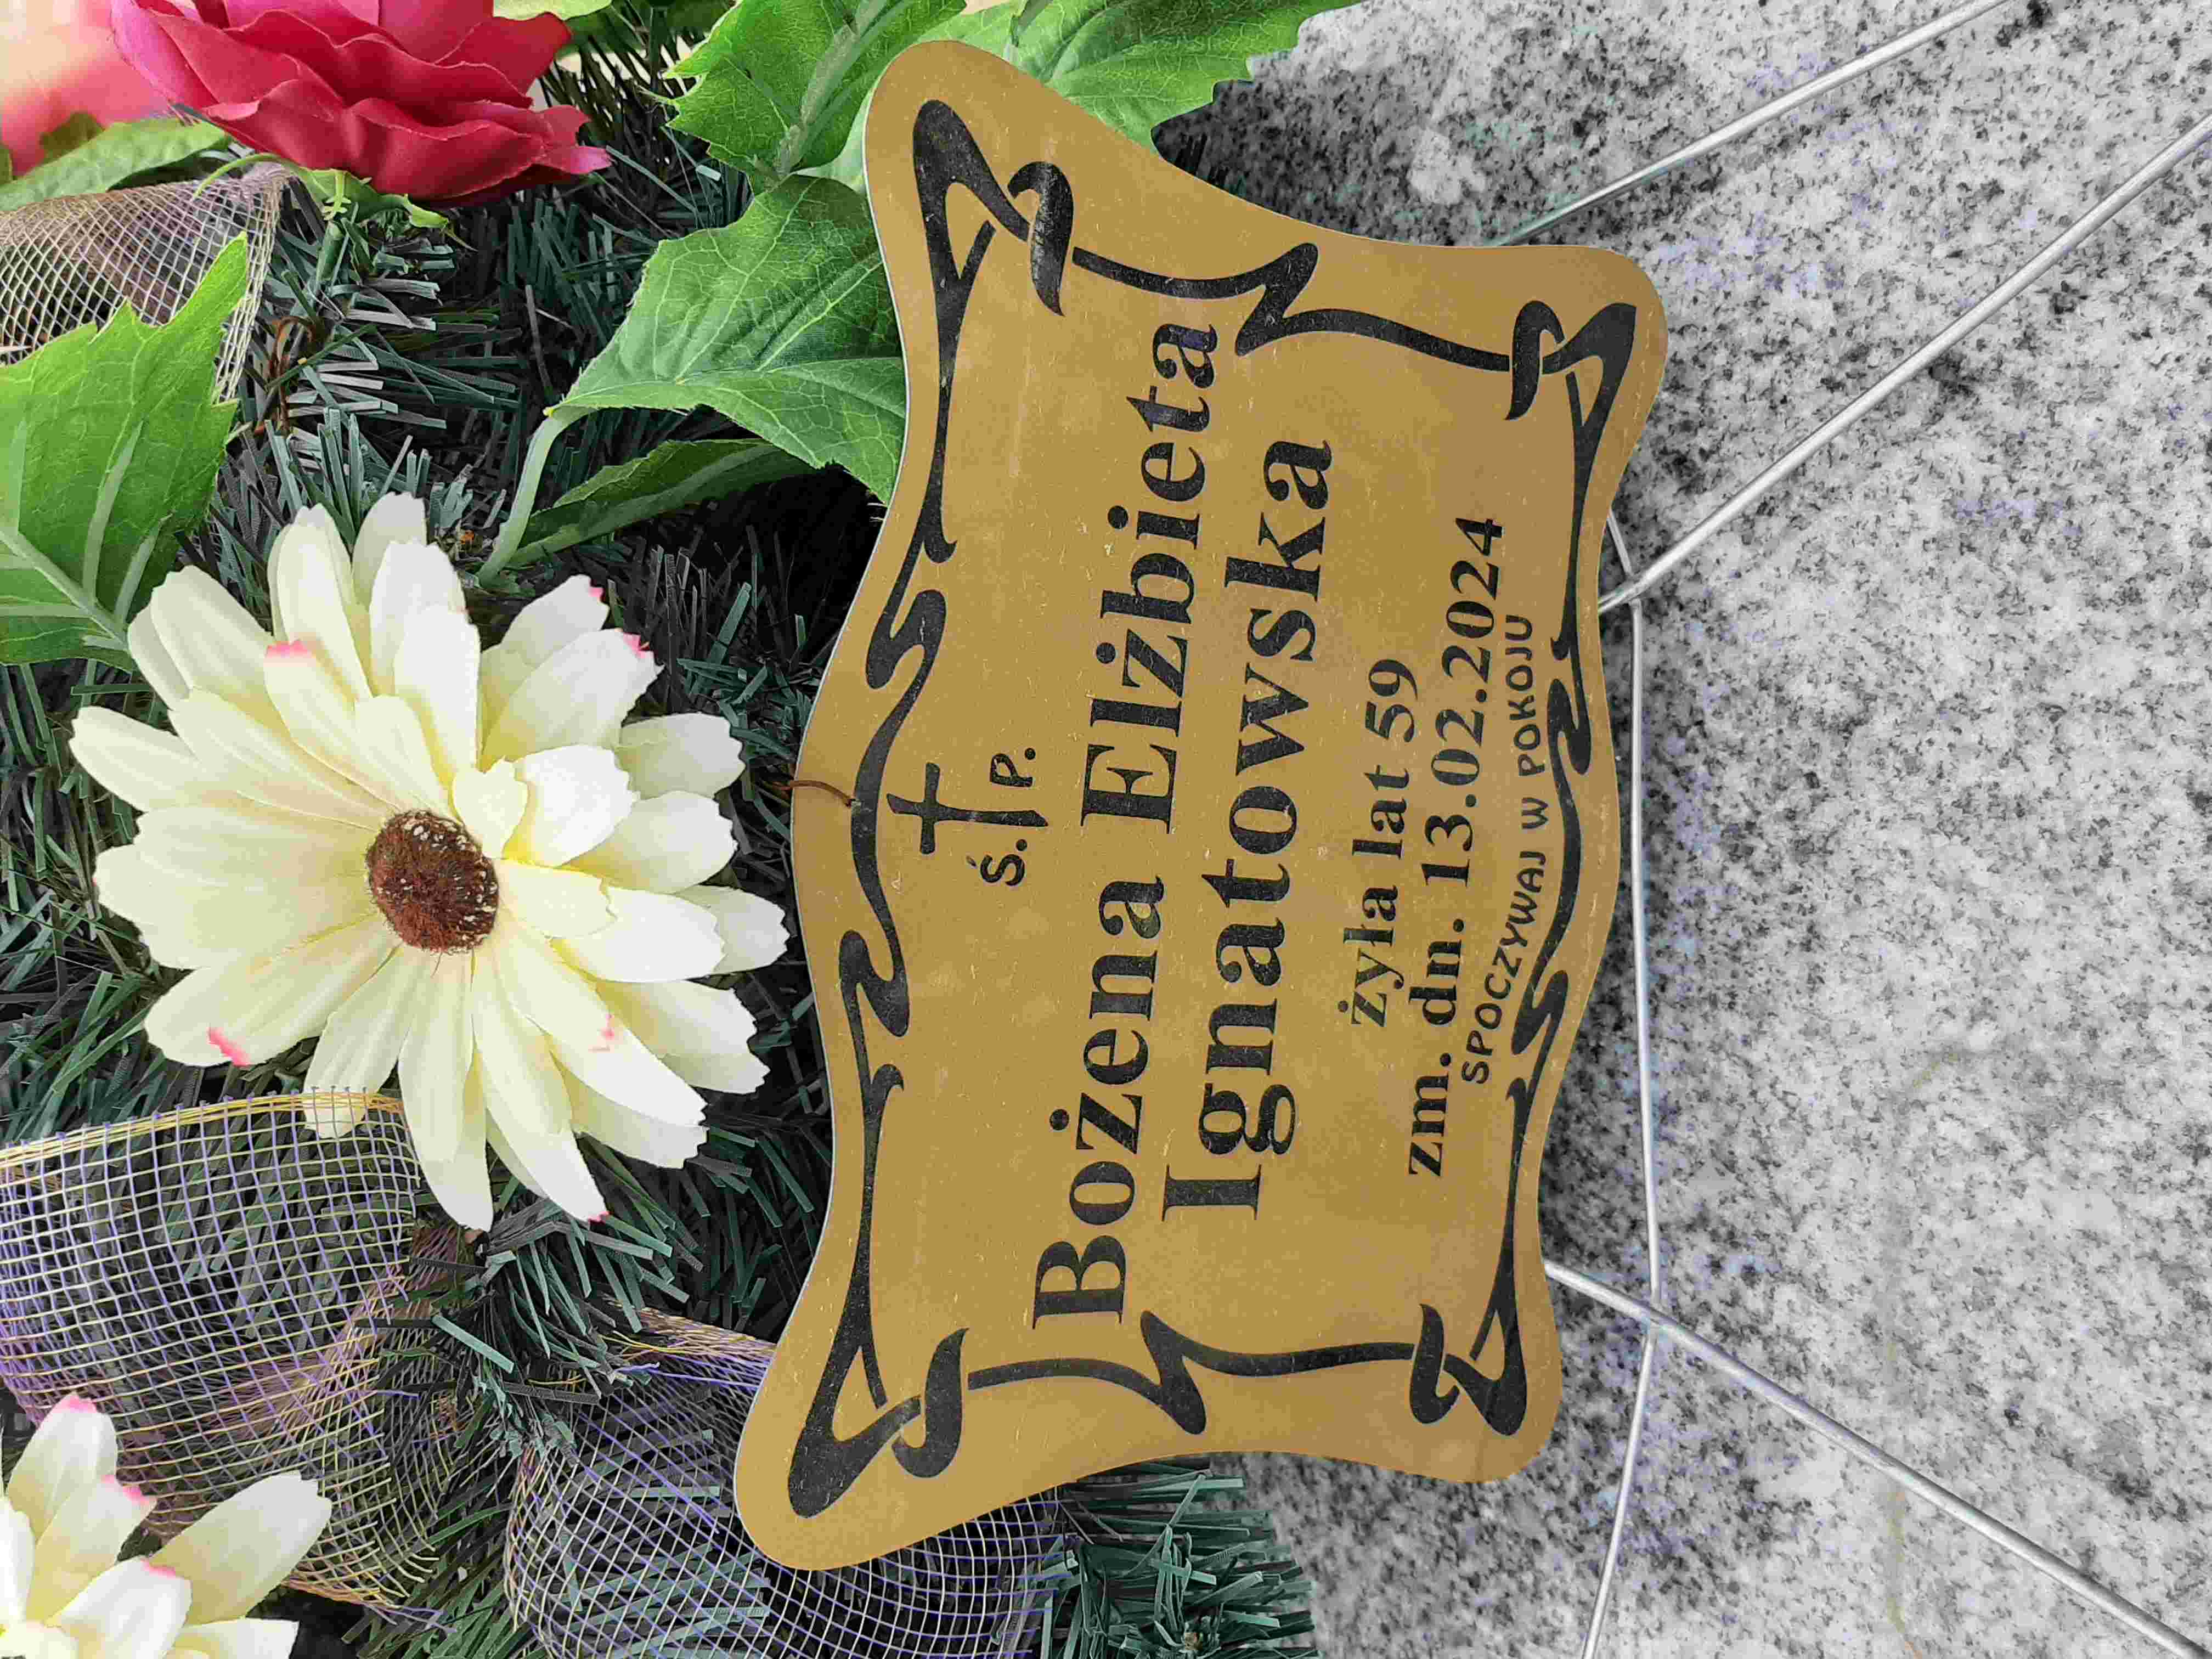 Ś. P.
Bożena Elżbieta
Ignatowska
żyła lat 59
zm. dn. 13.02.2024
SPOCZYWAJ W POKOJU